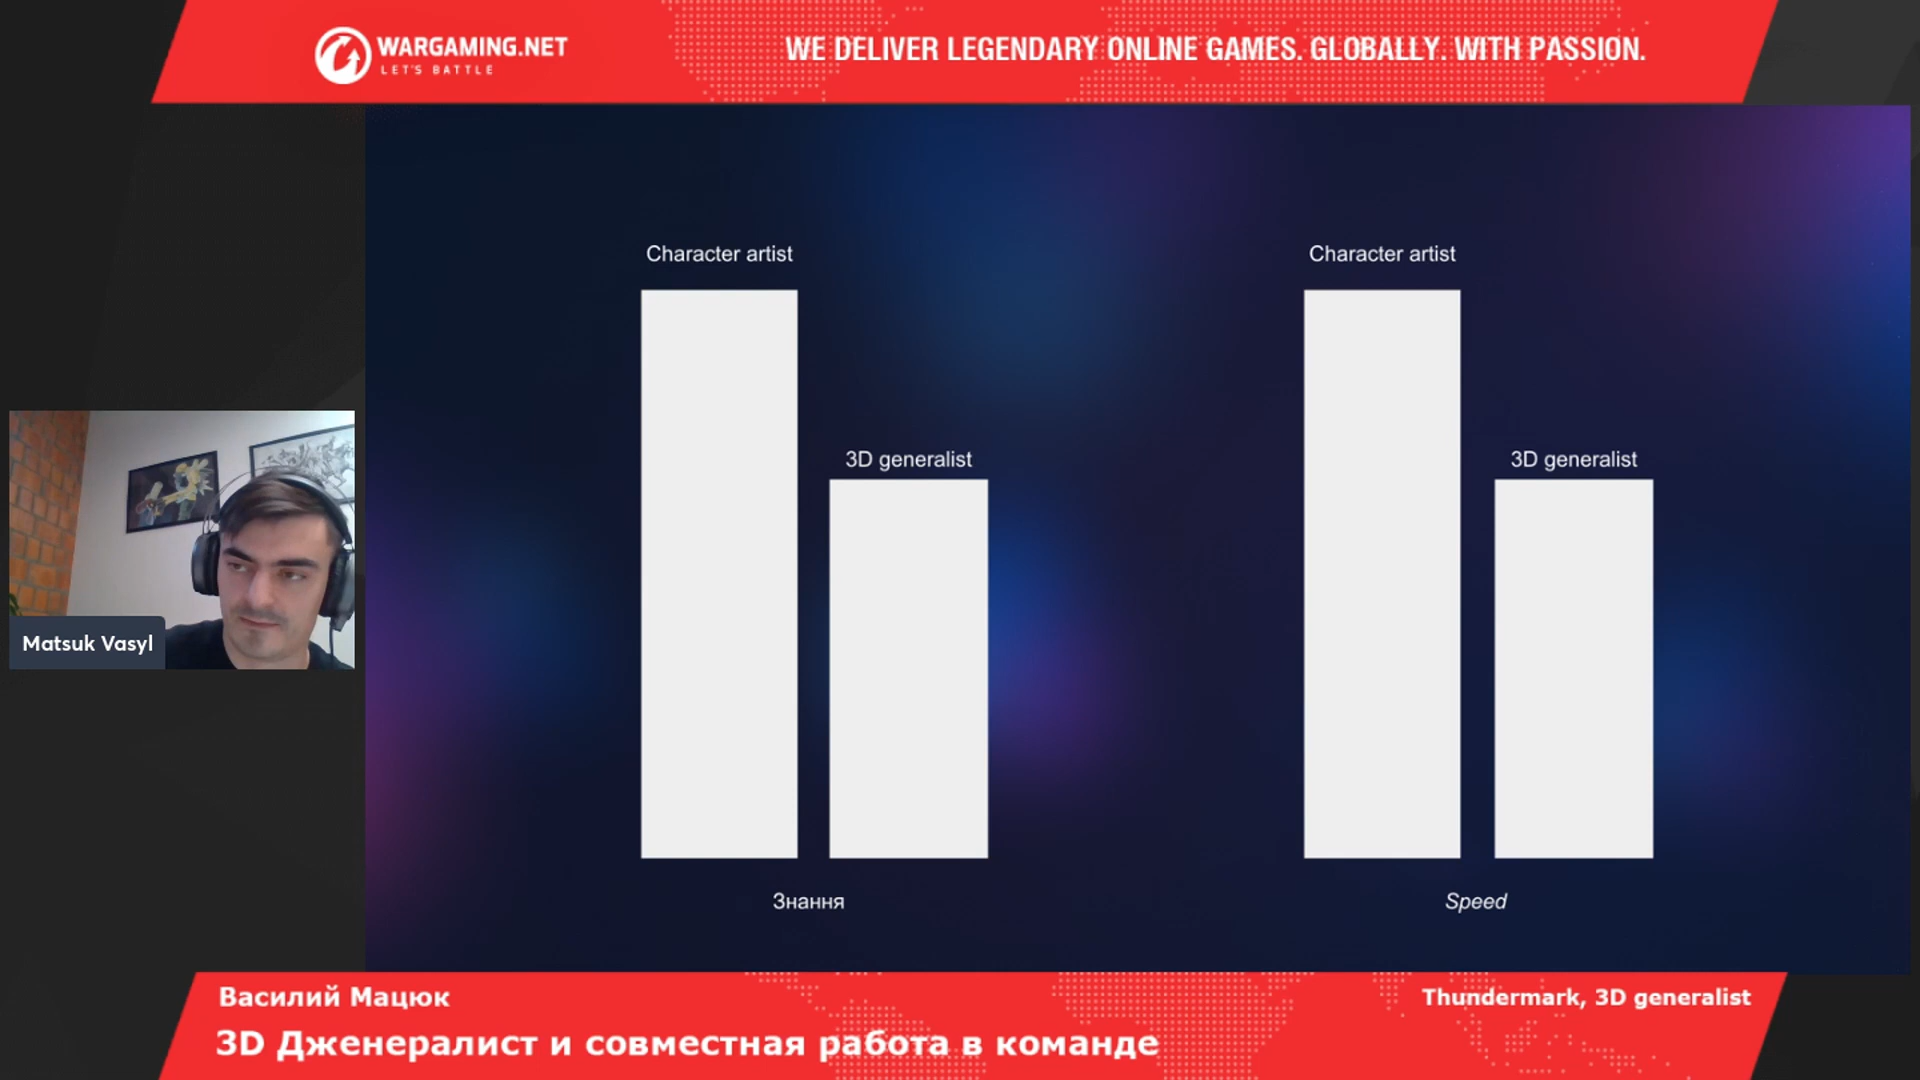 WARGAMING.NET
LET'S BATTLE
WE DELIVER LEGENDARY ONLINE GAMES. GLOBALLY. WITH PASSION.
Character artist
Character artist
3D generalist
3D generalist
Знання
Speed
Matsuk Vasyl
Василий Мацюк
Thundermark, 3D generalist
3D Дженералист и совместная работа в команде